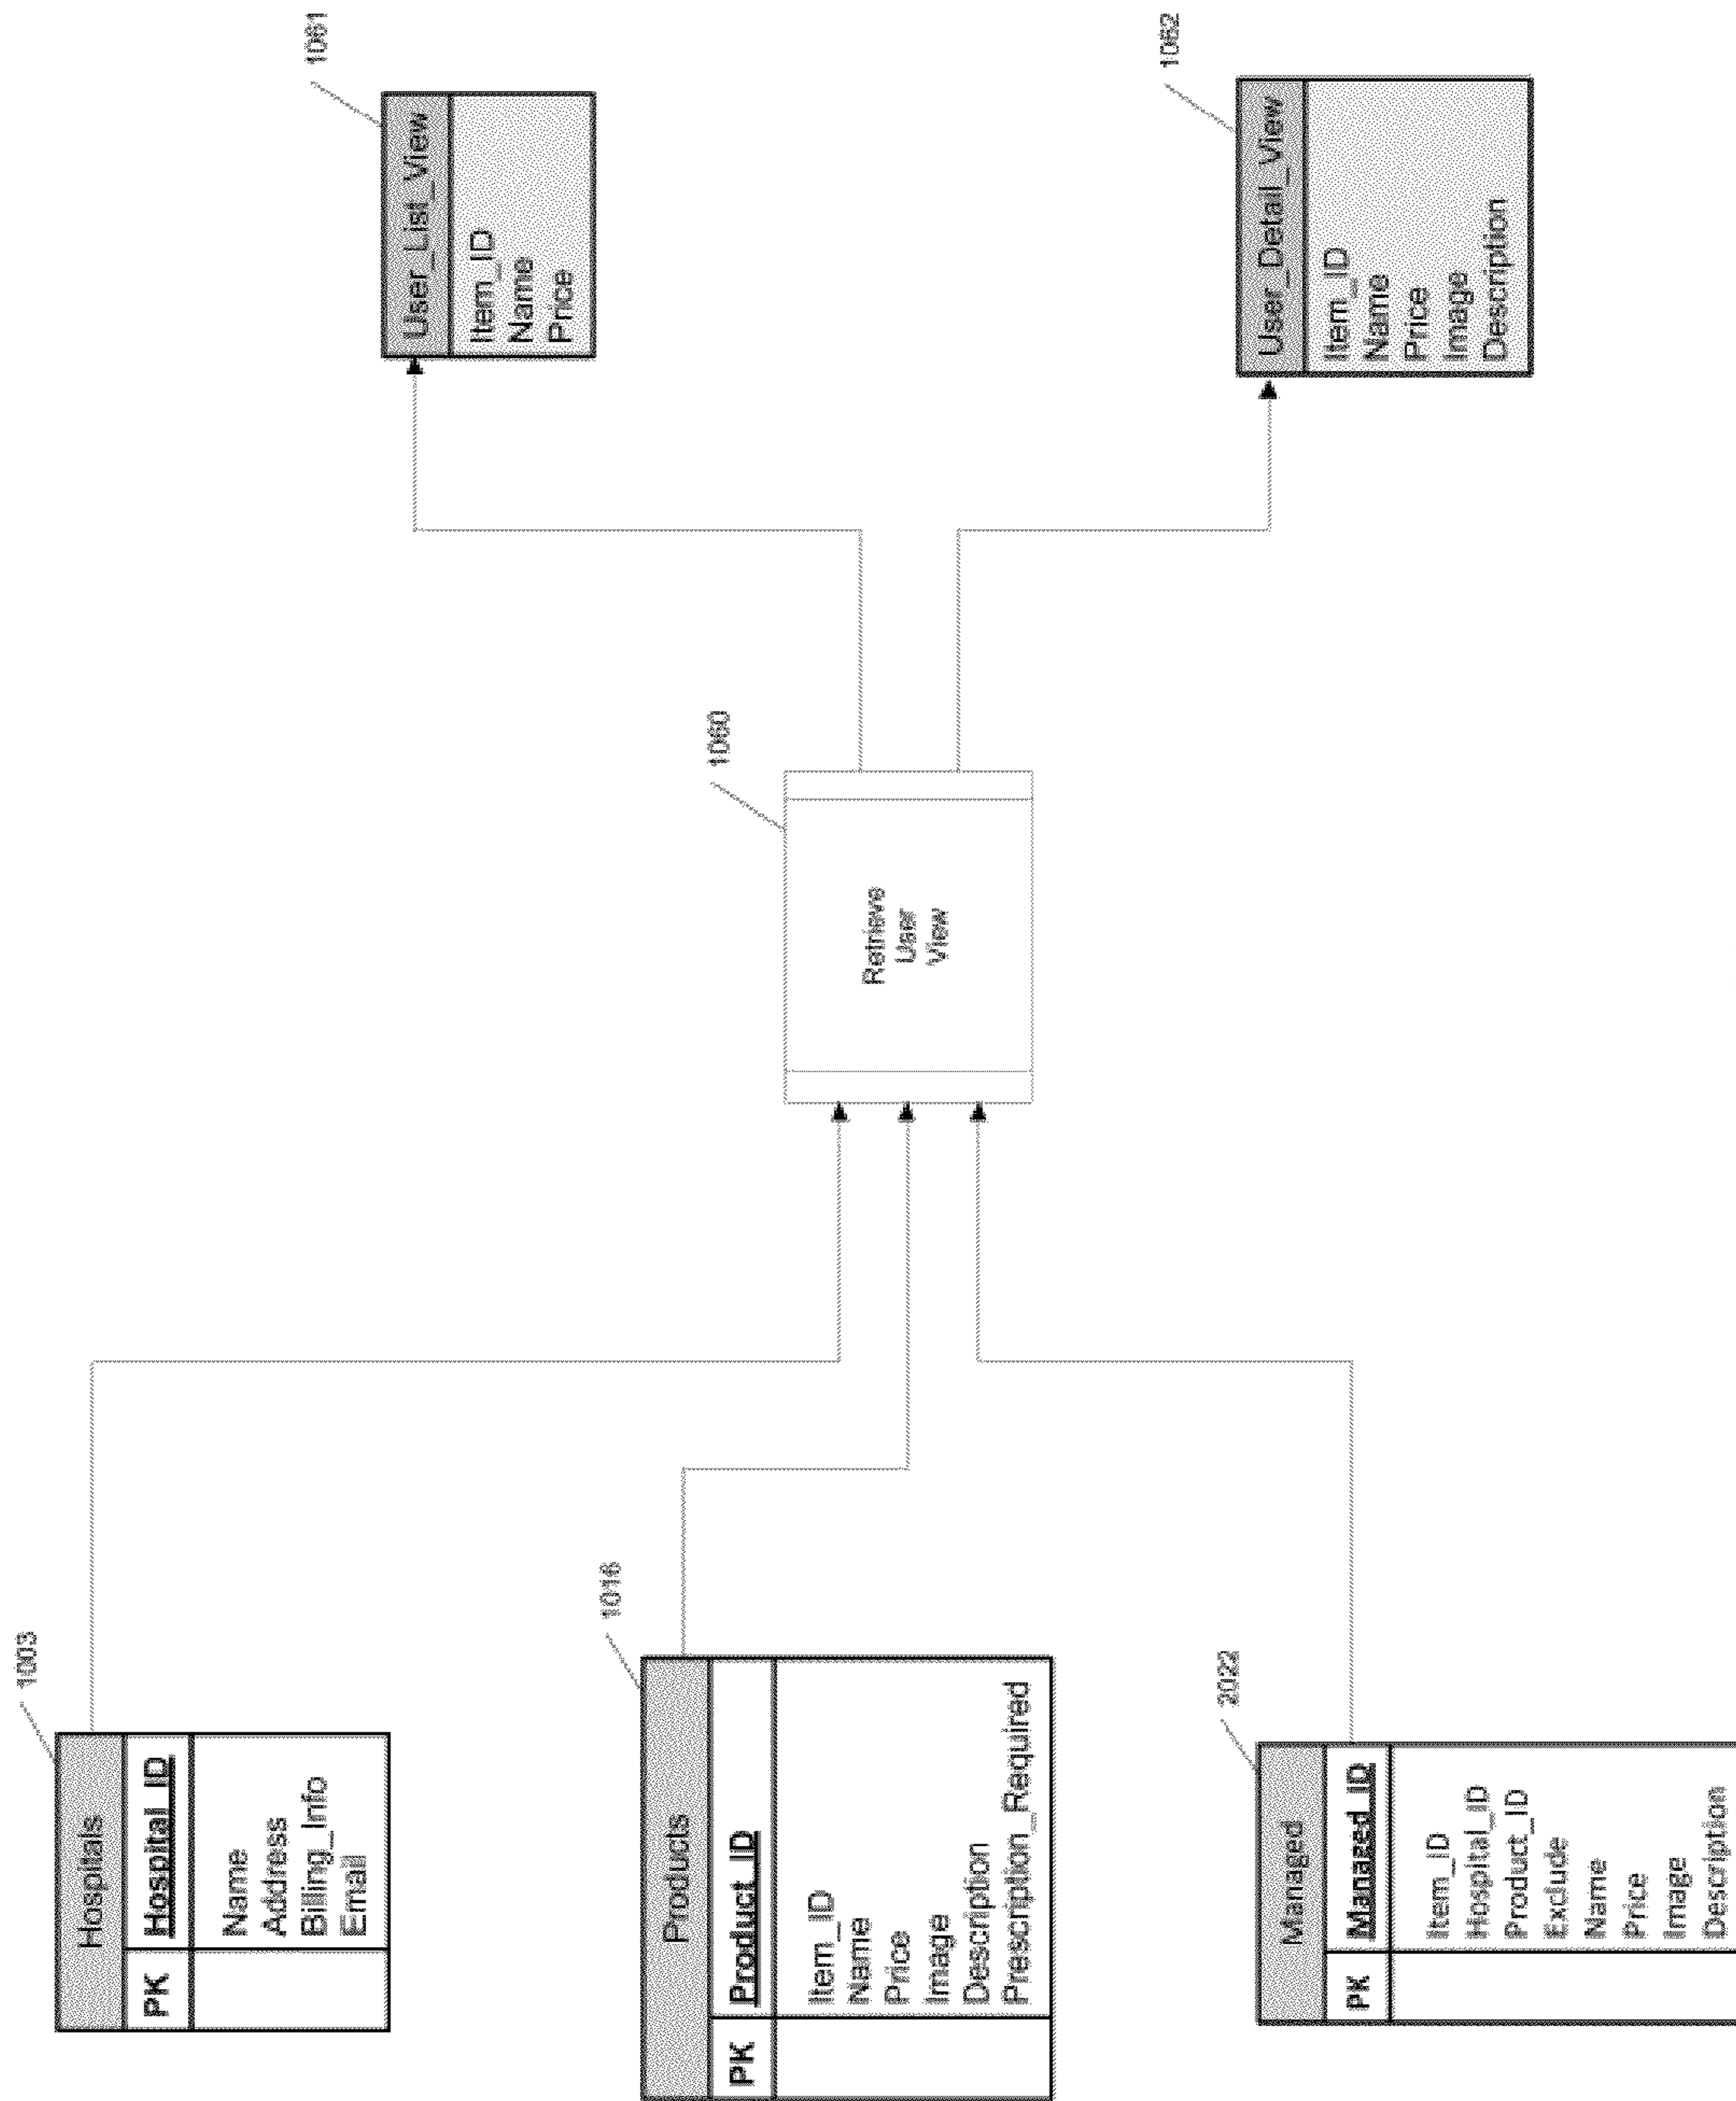 1003
Hospitals
PK Hospital_ID
Name
Address
Billing_Info
Email
1016
Products
PK Product_ID
Item_ID
Name
Price
Image
Description
Prescription_Required
2022
Managed
PK Managed_ID
Item_ID
Hospital_ID
Product_ID
Exclude
Name
Price
Image
Description
1060
Retrieve
User
View
1061
User_List_View
Item_ID
Name
Price
1062
User_Detail_View
Item_ID
Name
Price
Image
Description